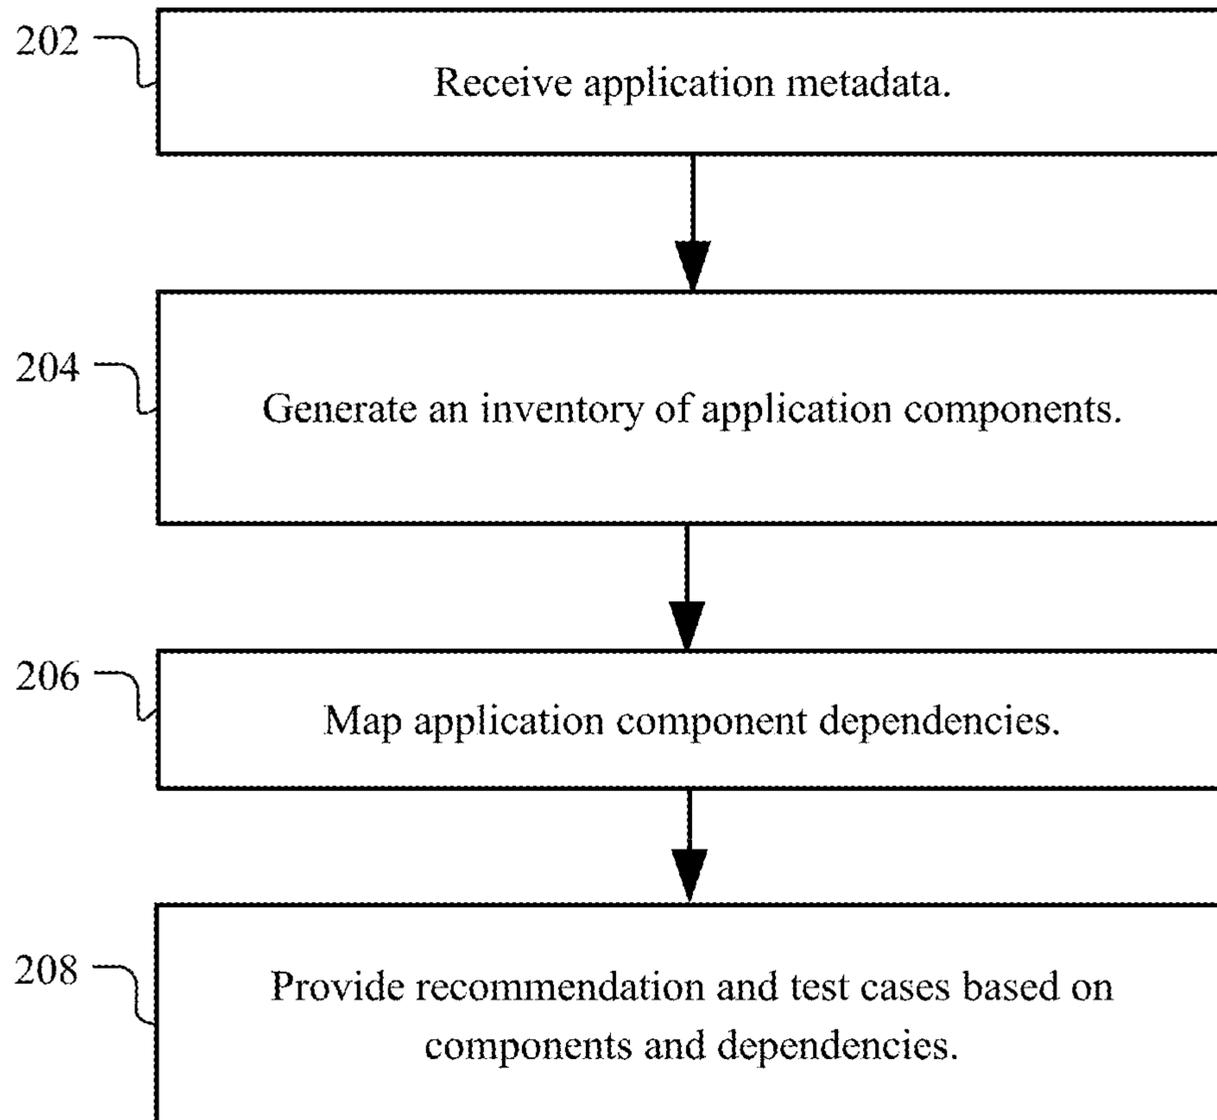 202
Receive application metadata.
204
Generate an inventory of application components.
206
Map application component dependencies.
208
Provide recommendation and test cases based on
components and dependencies.